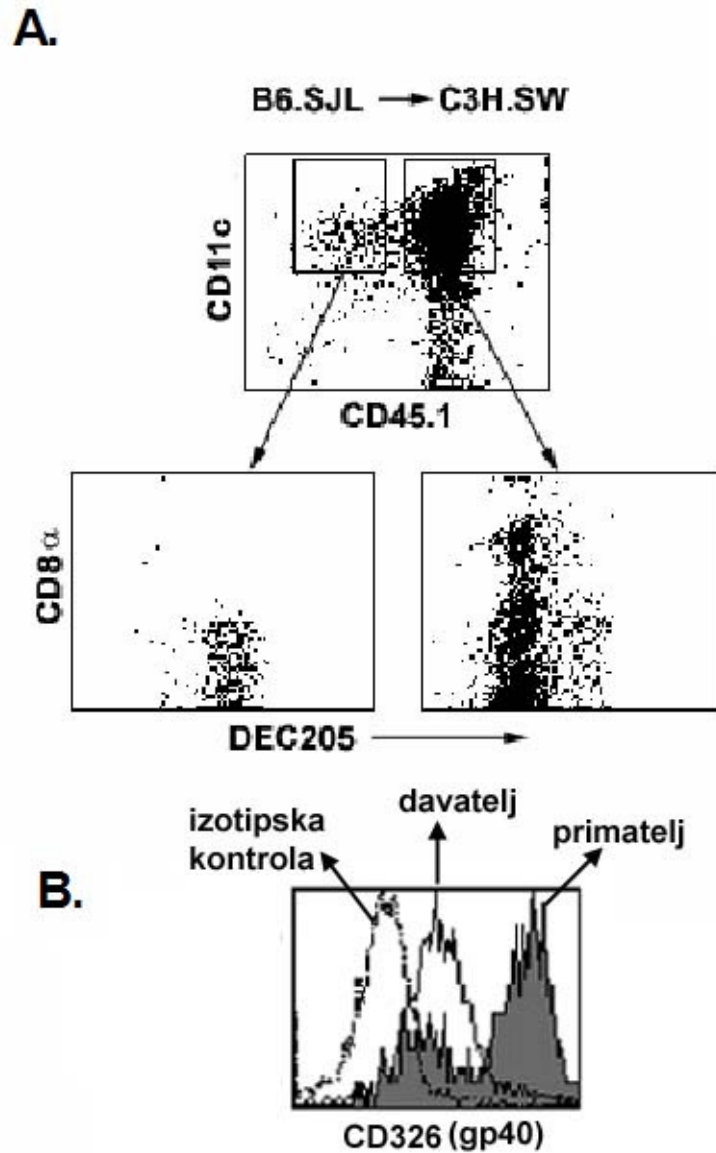 A.
B6.SJL → C3H.SW
CD11c
CD45.1
CD8α
DEC205
B.
izotipska
kontrola
davatelj
primatelj
CD326 (gp40)